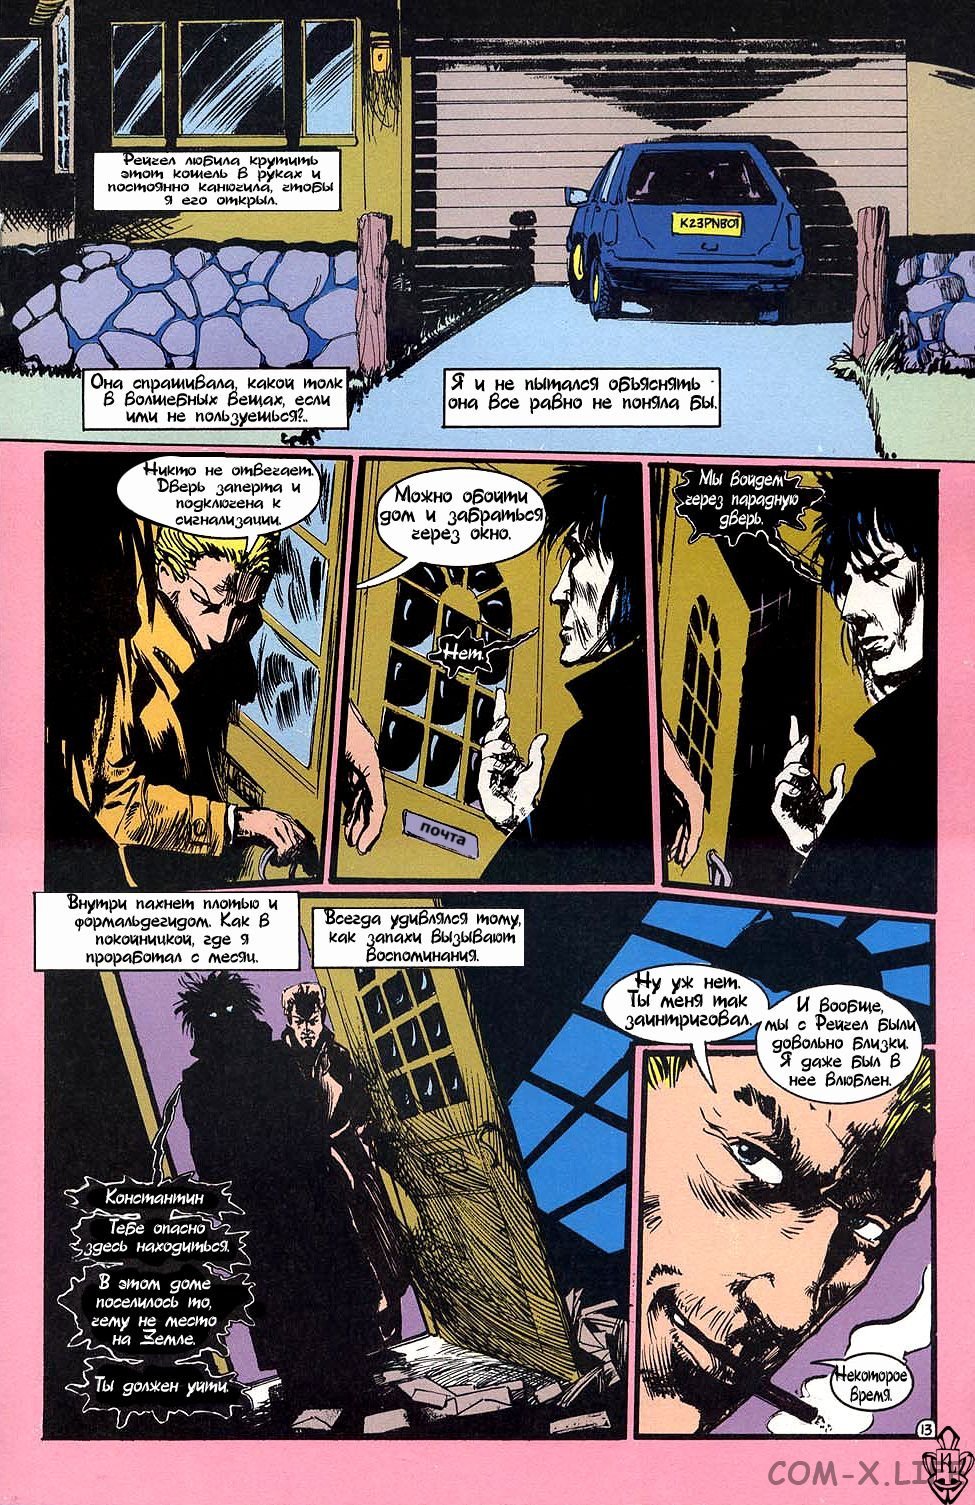 Рейчел любила крутить
этот кошель в руках и
постоянно канючила, чтобы
я его открыл.
K23PNBO1
Она спрашивала, какой толк
в волшебных вещах, если
ими не пользуешься?..
Я и не пытался объяснять -
она все равно не поняла бы.
Никто не отвечает.
Дверь заперта и
подключена к
сигнализации.
Можно обойти
дом и забраться
через окно.
Нет.
почта
Мы войдем
через парадную
дверь.
Внутри пахнет плотью и
формальдегидом. Как в
покойницкой, где я
проработал с месяц.
Всегда удивлялся тому,
как запахи вызывают
воспоминания.
Константин
Тебе опасно
здесь находиться.
В этом доме
поселилось то,
чему не место
на Земле.
Ты должен уйти.
Ну уж нет.
Ты меня так
заинтриговал.
И вообще,
мы с Рейчел были
довольно близки.
Я даже был в
нее влюблен.
Некоторое
время.
13